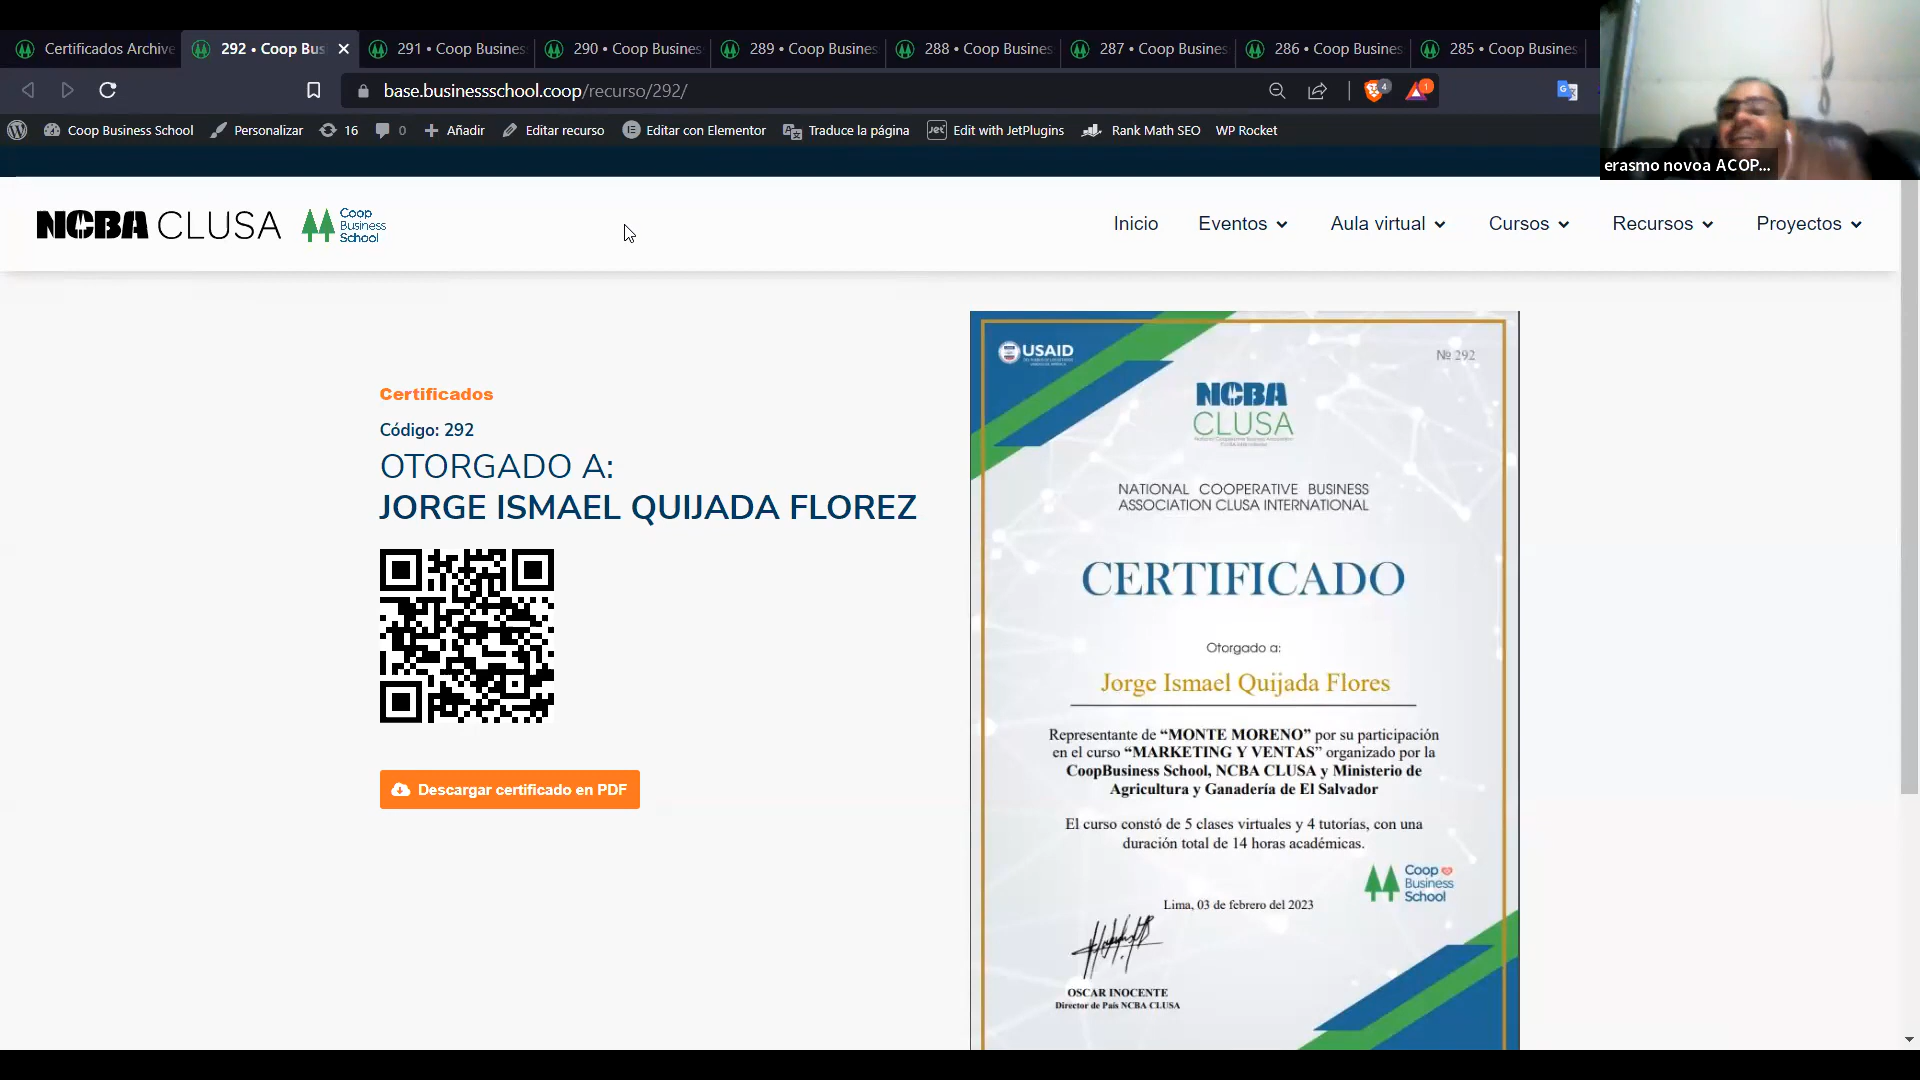 Certificados Archive
292 • Coop Bus
291 • Coop Busines
290 • Coop Busines
289 • Coop Busines
288 • Coop Busines
287 • Coop Busines
286 • Coop Busines
285 • Coop Busines
base.businessschool.coop/recurso/292/
4
1
Coop Business School
Personalizar
16
0
Añadir
Editar recurso
Editar con Elementor
Traduce la página
Edit with JetPlugins
Rank Math SEO
WP Rocket
erasmo novoa ACOP...
NCBA CLUSA
Coop
Business
School
Inicio
Eventos
Aula virtual
Cursos
Recursos
Proyectos
Certificados
Código: 292
OTORGADO A:
JORGE ISMAEL QUIJADA FLOREZ
Descargar certificado en PDF
USAID
№ 292
NCBA
CLUSA
NATIONAL COOPERATIVE BUSINESS
ASSOCIATION CLUSA INTERNATIONAL
CERTIFICADO
Otorgado a:
Jorge Ismael Quijada Flores
Representante de “MONTE MORENO” por su participación
en el curso “MARKETING Y VENTAS” organizado por la
CoopBusiness School, NCBA CLUSA y Ministerio de
Agricultura y Ganadería de El Salvador
El curso constó de 5 clases virtuales y 4 tutorías, con una
duración total de 14 horas académicas.
Coop
Business
School
Lima, 03 de febrero del 2023
OSCAR INOCENTE
Director de País NCBA CLUSA